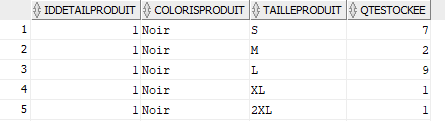 IDDETAILPRODUIT COLORISPRODUIT TAILLEPRODUIT QTESTOCKEE
1 1 Noir S 7
2 1 Noir M 2
3 1 Noir L 9
4 1 Noir XL 1
5 1 Noir 2XL 1